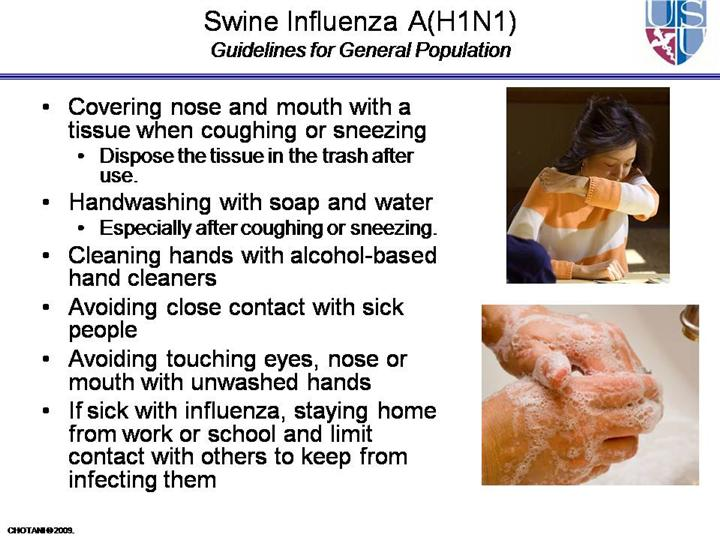 Swine Influenza A(H1N1)
Guidelines for General Population
• Covering nose and mouth with a
tissue when coughing or sneezing
• Dispose the tissue in the trash after
use.
• Handwashing with soap and water
• Especially after coughing or sneezing.
• Cleaning hands with alcohol-based
hand cleaners
• Avoiding close contact with sick
people
• Avoiding touching eyes, nose or
mouth with unwashed hands
• If sick with influenza, staying home
from work or school and limit
contact with others to keep from
infecting them
CHOTANI © 2009.